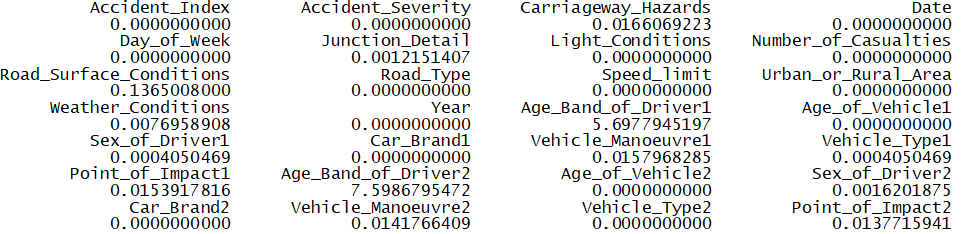 Accident_Index Accident_Severity Carriageway_Hazards Date
0.0000000000 0.0000000000 0.0166069223 0.0000000000
Day_of_Week Junction_Detail Light_Conditions Number_of_Casualties
0.0000000000 0.0012151407 0.0000000000 0.0000000000
Road_Surface_Conditions Road_Type Speed_limit Urban_or_Rural_Area
0.1365008000 0.0000000000 0.0000000000 0.0000000000
Weather_Conditions Year Age_Band_of_Driver1 Age_of_Vehicle1
0.0076958908 0.0000000000 5.6977945197 0.0000000000
Sex_of_Driver1 Car_Brand1 Vehicle_Manoeuvre1 Vehicle_Type1
0.0004050469 0.0000000000 0.0157968285 0.0004050469
Point_of_Impact1 Age_Band_of_Driver2 Age_of_Vehicle2 Sex_of_Driver2
0.0153917816 7.5986795472 0.0000000000 0.0016201875
Car_Brand2 Vehicle_Manoeuvre2 Vehicle_Type2 Point_of_Impact2
0.0000000000 0.0141766409 0.0000000000 0.0137715941